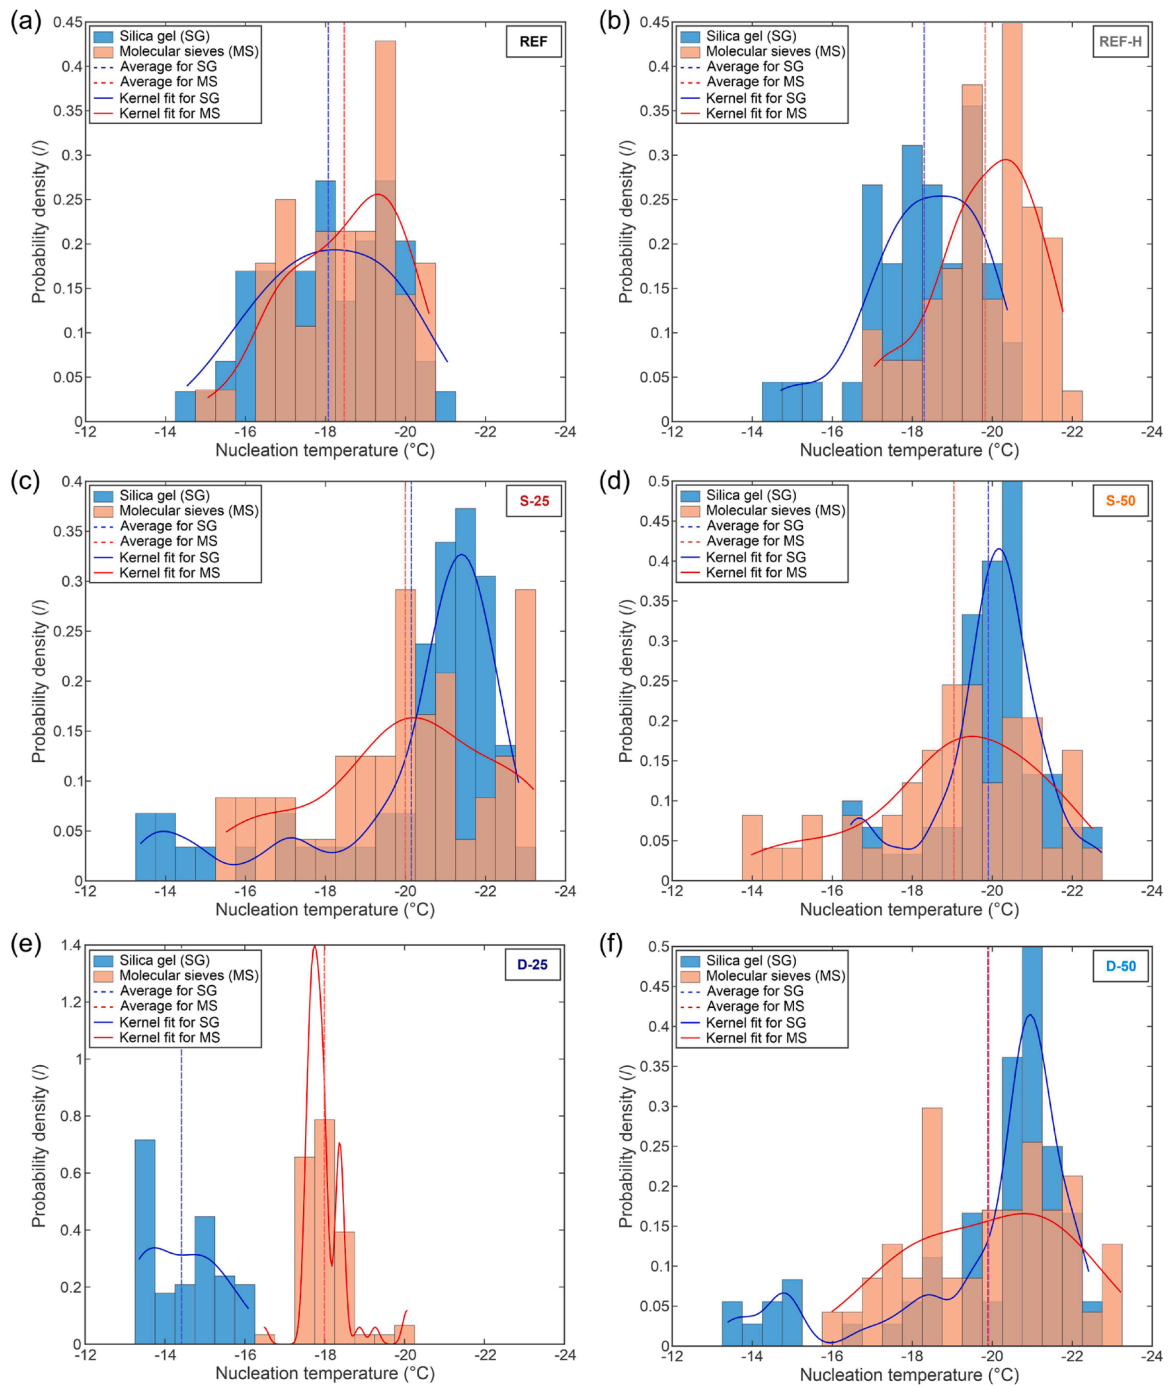 (a)
0.45
0.4
0.35
0.3
0.25
0.2
0.15
0.1
0.05
0
Probability density (/)
Silica gel (SG)
Molecular sieves (MS)
Average for SG
Average for MS
Kernel fit for SG
Kernel fit for MS
REF
-12
-14
-16
-18
-20
-22
-24
Nucleation temperature (°C)
(b)
0.45
0.4
0.35
0.3
0.25
0.2
0.15
0.1
0.05
0
Probability density (/)
Silica gel (SG)
Molecular sieves (MS)
Average for SG
Average for MS
Kernel fit for SG
Kernel fit for MS
REF-H
-12
-14
-16
-18
-20
-22
-24
Nucleation temperature (°C)
(c)
0.4
0.35
0.3
0.25
0.2
0.15
0.1
0.05
0
Probability density (/)
Silica gel (SG)
Molecular sieves (MS)
Average for SG
Average for MS
Kernel fit for SG
Kernel fit for MS
S-25
-12
-14
-16
-18
-20
-22
-24
Nucleation temperature (°C)
(d)
0.5
0.45
0.4
0.35
0.3
0.25
0.2
0.15
0.1
0.05
0
Probability density (/)
Silica gel (SG)
Molecular sieves (MS)
Average for SG
Average for MS
Kernel fit for SG
Kernel fit for MS
S-50
-12
-14
-16
-18
-20
-22
-24
Nucleation temperature (°C)
(e)
1.4
1.2
1
0.8
0.6
0.4
0.2
0
Probability density (/)
Silica gel (SG)
Molecular sieves (MS)
Average for SG
Average for MS
Kernel fit for SG
Kernel fit for MS
D-25
-12
-14
-16
-18
-20
-22
-24
Nucleation temperature (°C)
(f)
0.5
0.45
0.4
0.35
0.3
0.25
0.2
0.15
0.1
0.05
0
Probability density (/)
Silica gel (SG)
Molecular sieves (MS)
Average for SG
Average for MS
Kernel fit for SG
Kernel fit for MS
D-50
-12
-14
-16
-18
-20
-22
-24
Nucleation temperature (°C)